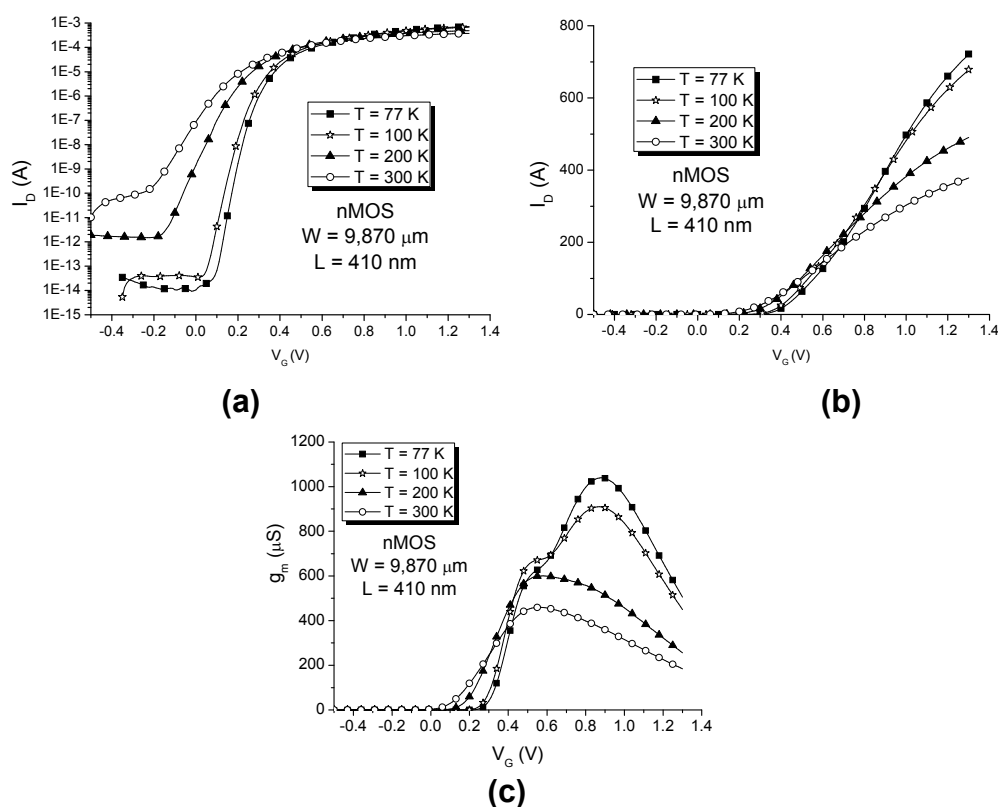 1E-3
1E-4
1E-5
1E-6
1E-7
1E-8
1E-9
1E-10
1E-11
1E-12
1E-13
1E-14
1E-15
I_D (A)
T = 77 K
T = 100 K
T = 200 K
T = 300 K
nMOS
W = 9,870 μm
L = 410 nm
-0.4 -0.2 0.0 0.2 0.4 0.6 0.8 1.0 1.2 1.4
V_G (V)
(a)
800
600
400
200
0
I_D (A)
T = 77 K
T = 100 K
T = 200 K
T = 300 K
nMOS
W = 9,870 μm
L = 410 nm
-0.4 -0.2 0.0 0.2 0.4 0.6 0.8 1.0 1.2 1.4
V_G (V)
(b)
1200
1000
800
600
400
200
0
g_m (μS)
T = 77 K
T = 100 K
T = 200 K
T = 300 K
nMOS
W = 9,870 μm
L = 410 nm
-0.4 -0.2 0.0 0.2 0.4 0.6 0.8 1.0 1.2 1.4
V_G (V)
(c)